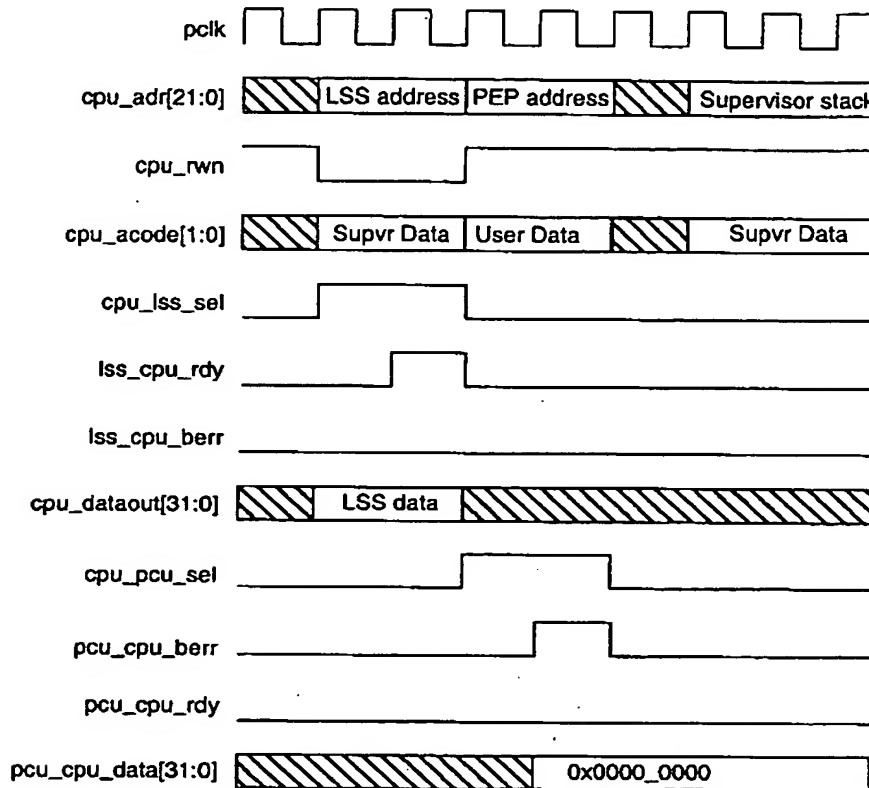 pclk
cpu_adr[21:0] LSS address PEP address Supervisor stack
cpu_rwn
cpu_acode[1:0] Supvr Data User Data Supvr Data
cpu_lss_sel
lss_cpu_rdy
lss_cpu_berr
cpu_dataout[31:0] LSS data
cpu_pcu_sel
pcu_cpu_berr
pcu_cpu_rdy
pcu_cpu_data[31:0] 0x0000_0000